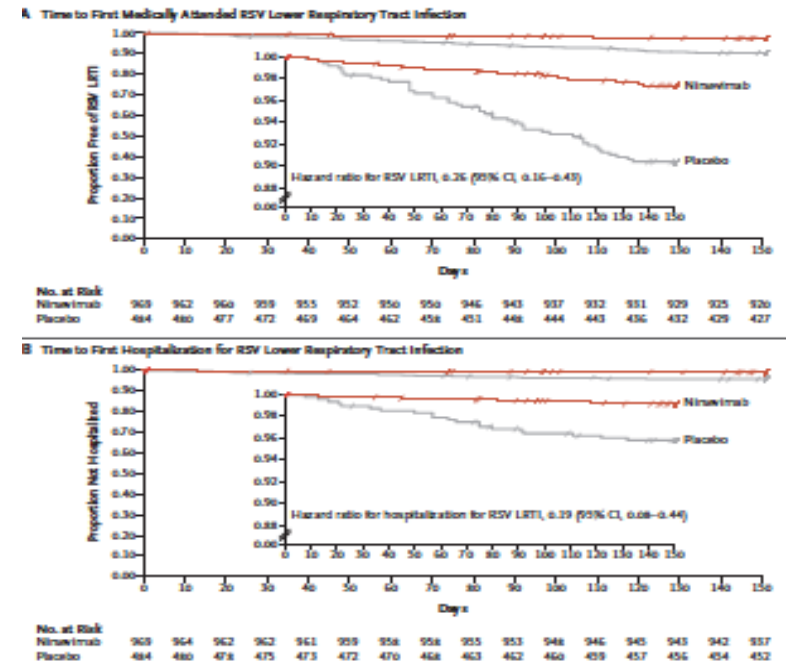 A Time to First Medically Attended RSV Lower Respiratory Tract Infection
Proportion Free of RSV LRTI
1.00
0.90
0.80
0.70
0.60
0.50
0.40
0.30
0.20
0.10
0.00
1.00
0.98
0.96
0.94
0.92
0.90
0.88
0.00
Nirsevimab
Placebo
Hazard ratio for RSV LRTI, 0.26 (95% CI, 0.16–0.43)
0 10 20 30 40 50 60 70 80 90 100 110 120 130 140 150
0 10 20 30 40 50 60 70 80 90 100 110 120 130 140 150
Days
No. at Risk
Nirsevimab 969 962 960 959 955 952 950 950 946 943 937 932 931 929 925 920
Placebo 484 480 477 472 469 464 462 458 451 448 444 443 436 432 429 427
B Time to First Hospitalization for RSV Lower Respiratory Tract Infection
Proportion Not Hospitalized
1.00
0.90
0.80
0.70
0.60
0.50
0.40
0.30
0.20
0.10
0.00
1.00
0.98
0.96
0.94
0.92
0.90
0.88
0.00
Nirsevimab
Placebo
Hazard ratio for hospitalization for RSV LRTI, 0.19 (95% CI, 0.08–0.44)
0 10 20 30 40 50 60 70 80 90 100 110 120 130 140 150
0 10 20 30 40 50 60 70 80 90 100 110 120 130 140 150
Days
No. at Risk
Nirsevimab 969 964 962 962 961 959 958 958 955 953 948 946 945 943 942 937
Placebo 484 480 478 475 473 472 470 468 463 462 460 459 457 456 454 452